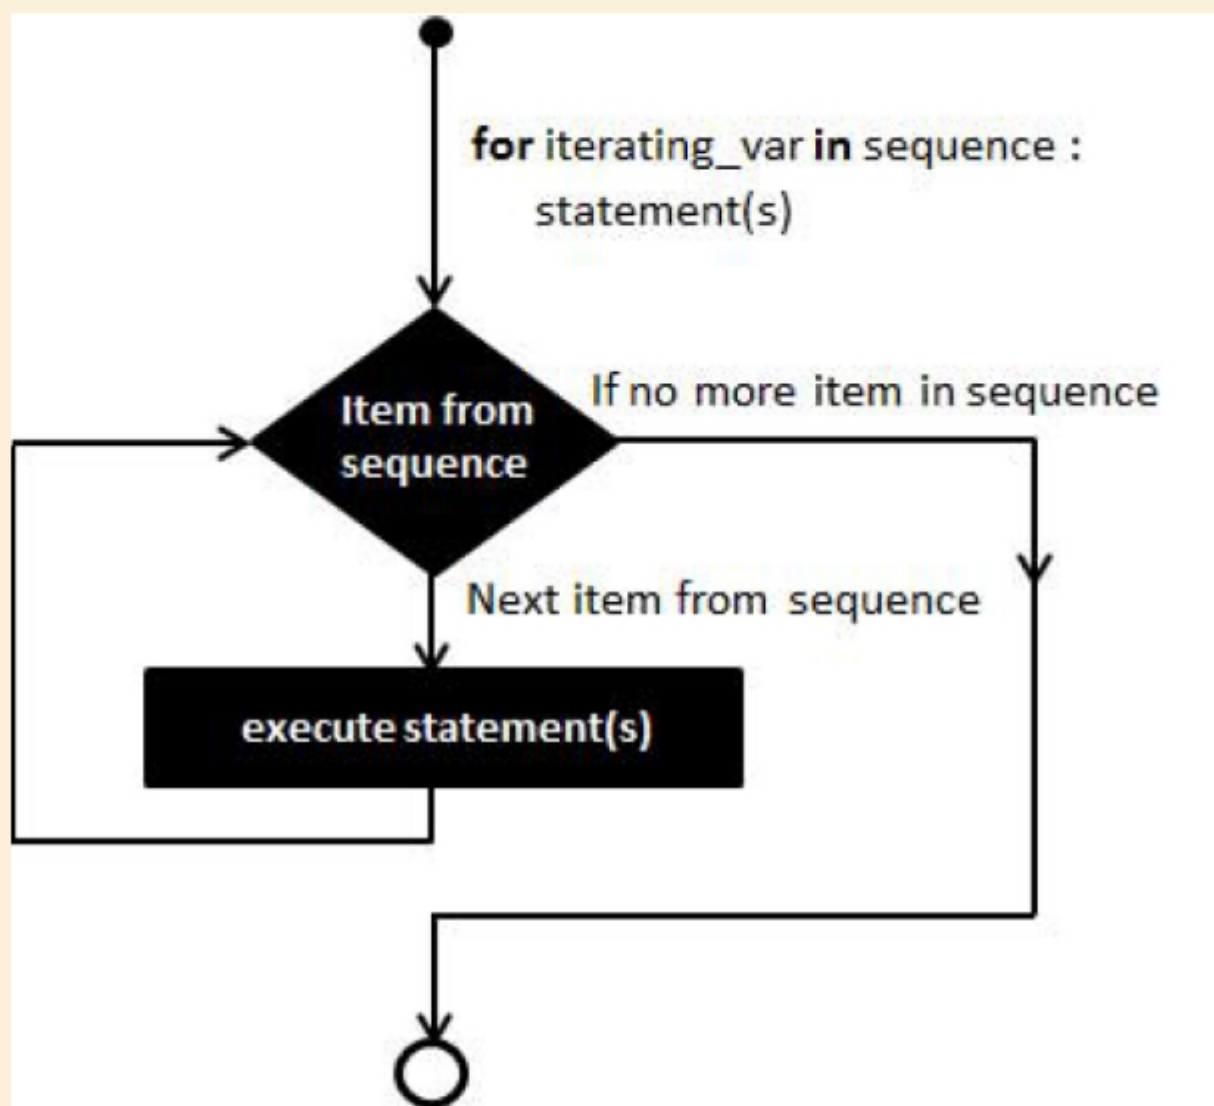 for iterating_var in sequence :
statement(s)
If no more item in sequence
Item from
sequence
Next item from sequence
execute statement(s)